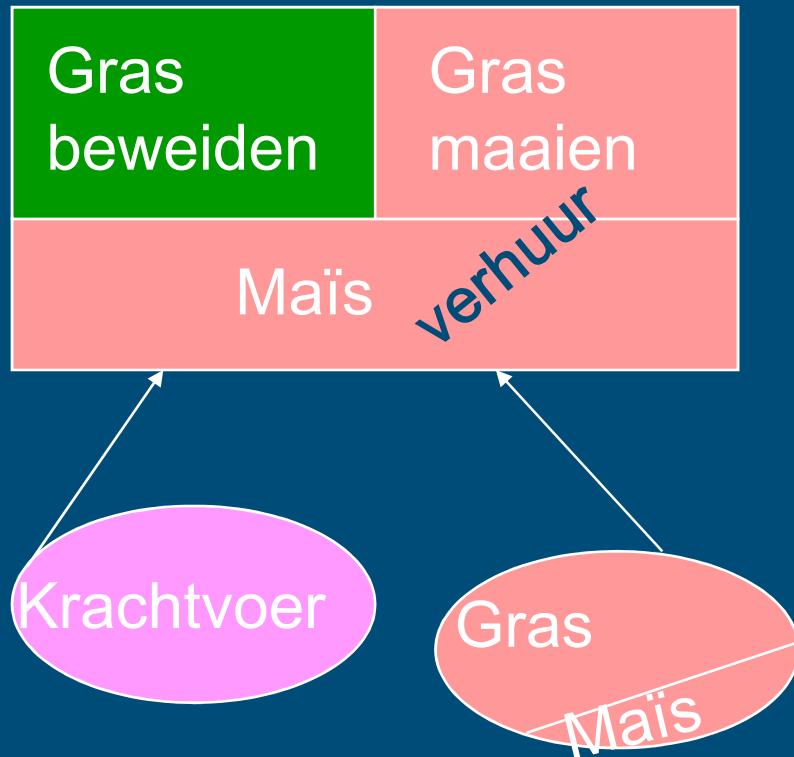 Gras
beweiden
Gras
maaien
Maïs
verhuur
Krachtvoer
Gras
Maïs